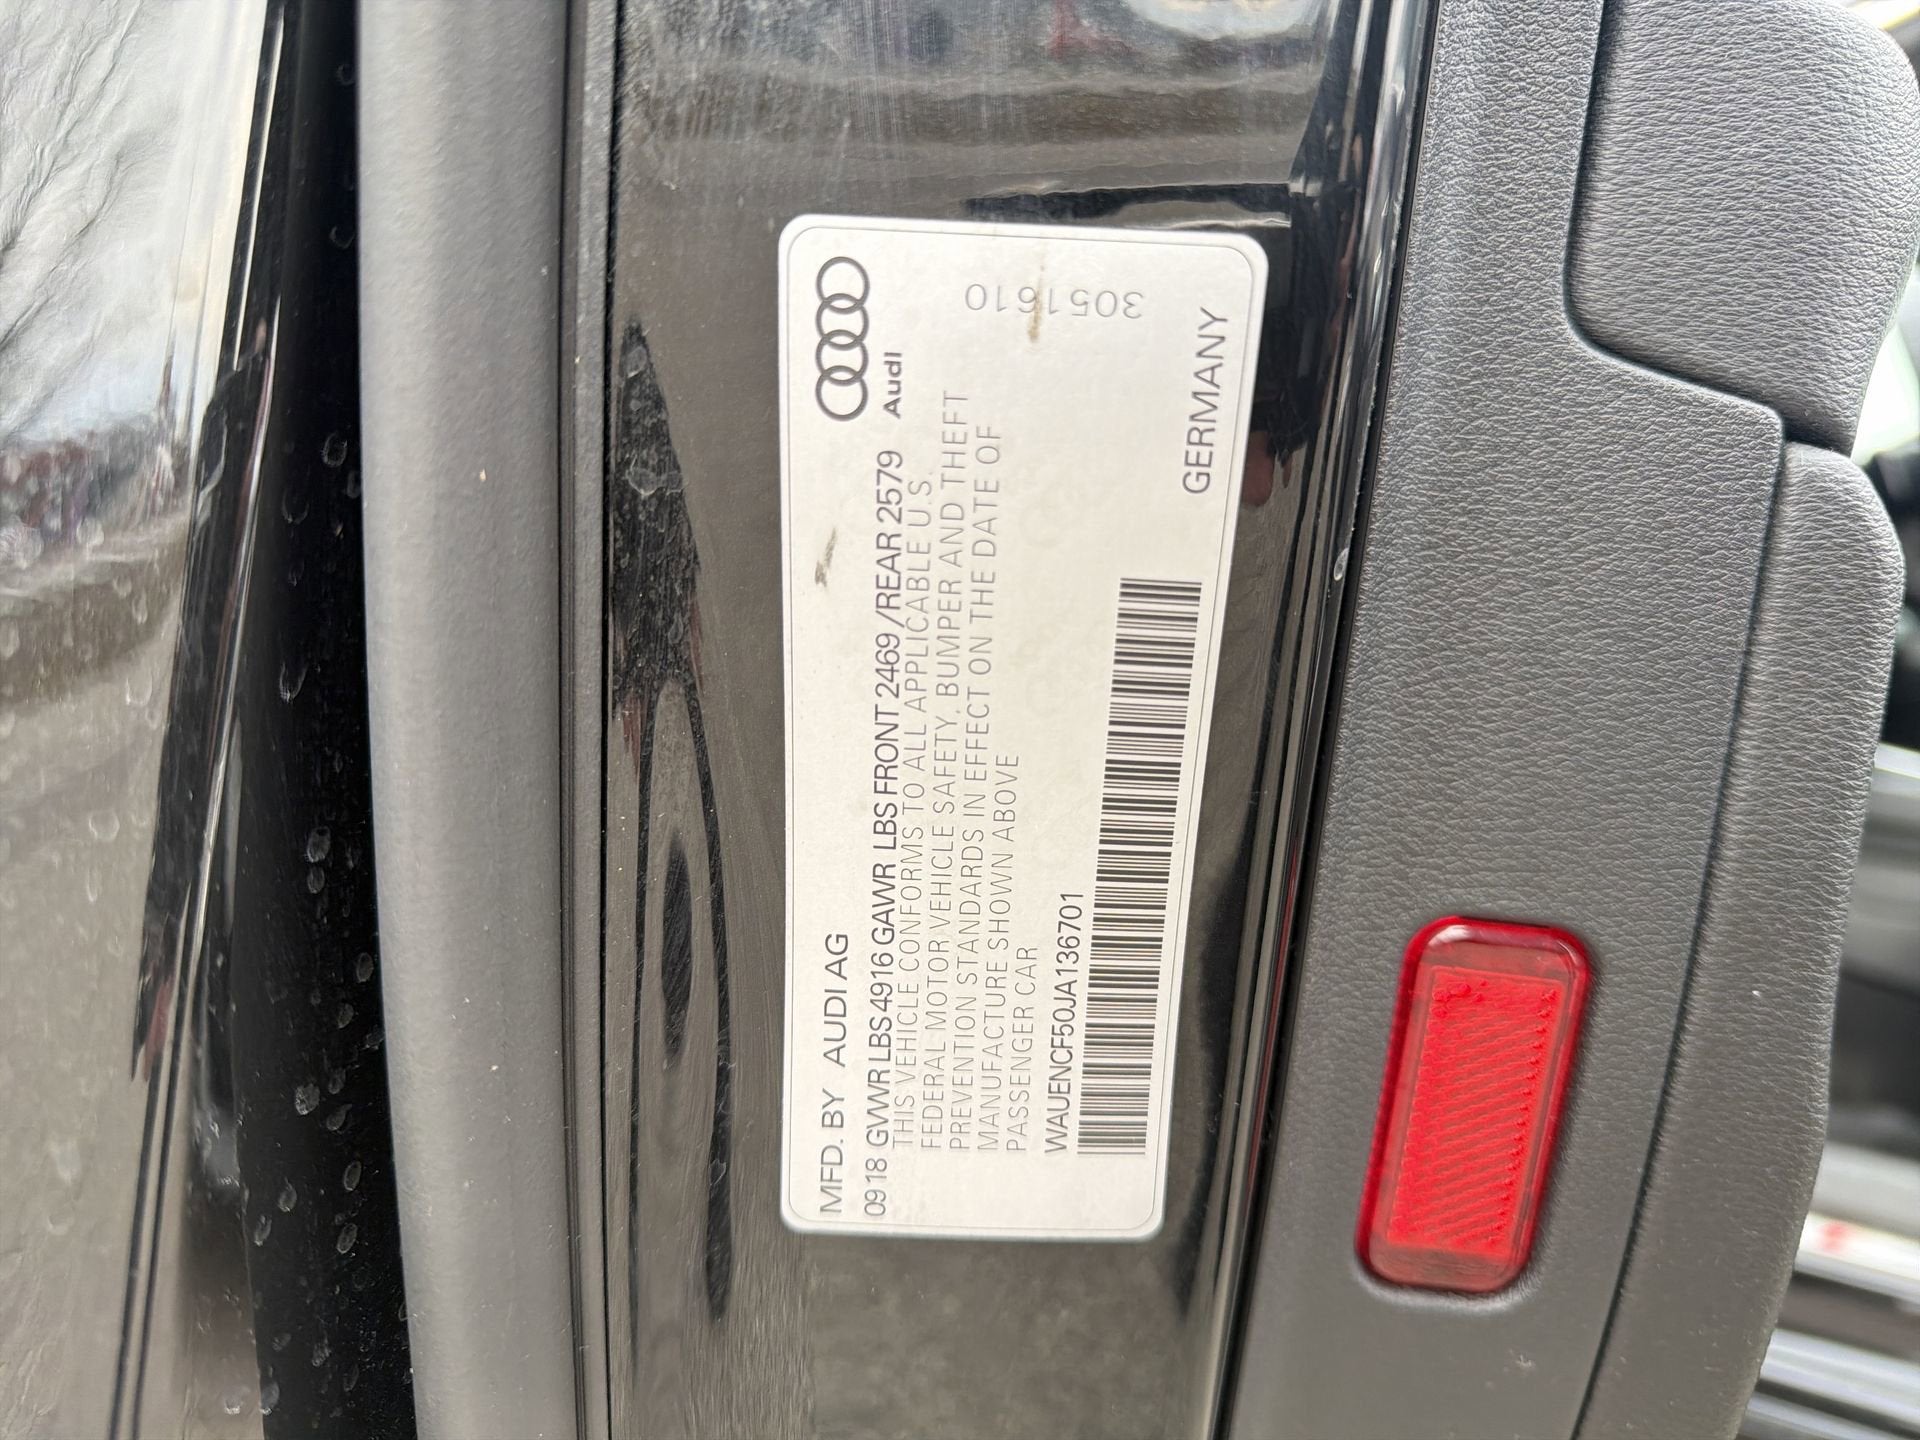 Audi
MFD. BY AUDI AG
0918 GVWR LBS 4916 GAWR LBS FRONT 2469 /REAR 2579
THIS VEHICLE CONFORMS TO ALL APPLICABLE U.S.
FEDERAL MOTOR VEHICLE SAFETY, BUMPER AND THEFT
PREVENTION STANDARDS IN EFFECT ON THE DATE OF
MANUFACTURE SHOWN ABOVE
PASSENGER CAR
WAUENCF50JA136701
GERMANY
3051610